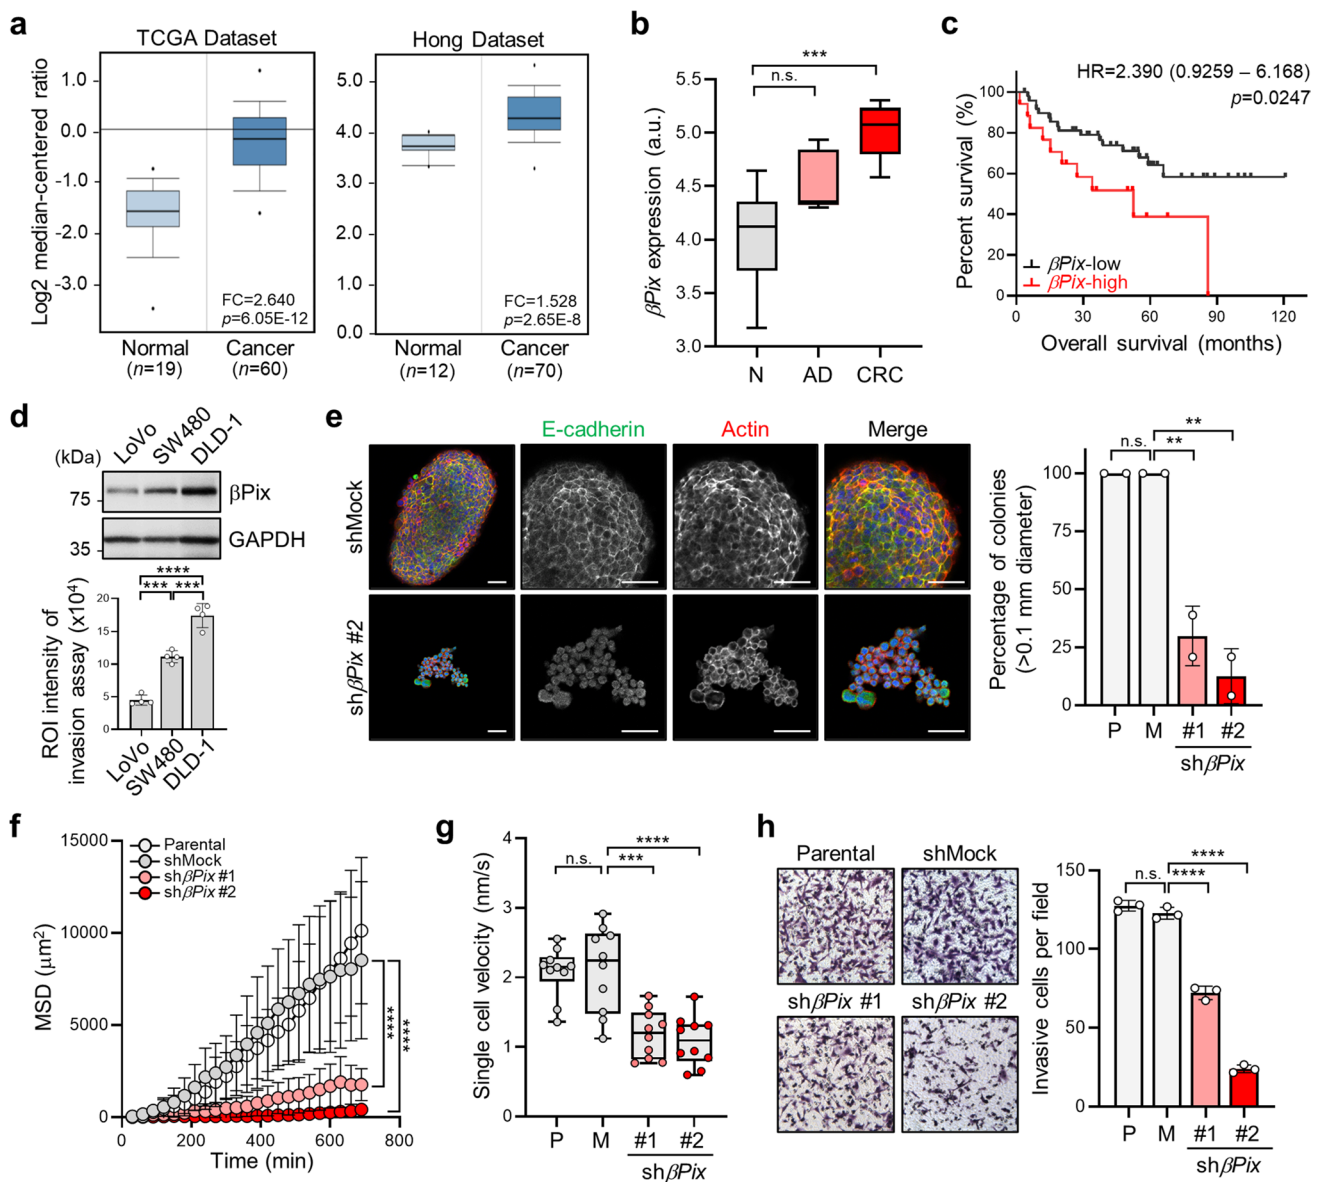 a
TCGA Dataset
Hong Dataset
Log2 median-centered ratio
1.0
0.0
-1.0
-2.0
-3.0
FC=2.640
p=6.05E-12
Normal
(n=19)
Cancer
(n=60)
5.0
4.0
3.0
2.0
1.0
0.0
FC=1.528
p=2.65E-8
Normal
(n=12)
Cancer
(n=70)
b
***
n.s.
βPix expression (a.u.)
5.5
5.0
4.5
4.0
3.5
3.0
N AD CRC
c
HR=2.390 (0.9259 – 6.168)
p=0.0247
Percent survival (%)
100
80
60
40
20
0
βPix-low
βPix-high
0 30 60 90 120
Overall survival (months)
d
LoVo
SW480
DLD-1
(kDa)
75
βPix
35
GAPDH
****
*** ***
ROI intensity of
invasion assay (x10⁴)
20
15
10
5
0
LoVo
SW480
DLD-1
e
E-cadherin
Actin
Merge
shMock
shβPix #2
**
n.s. **
Percentage of colonies
(>0.1 mm diameter)
100
75
50
25
0
P M #1 #2
shβPix
f
Parental
shMock
shβPix #1
shβPix #2
MSD (μm²)
15000
10000
5000
0
****
****
0 200 400 600 800
Time (min)
g
****
n.s. ***
Single cell velocity (nm/s)
4
3
2
1
0
P M #1 #2
shβPix
h
Parental
shMock
shβPix #1
shβPix #2
****
n.s. ****
Invasive cells per field
150
100
50
0
P M #1 #2
shβPix